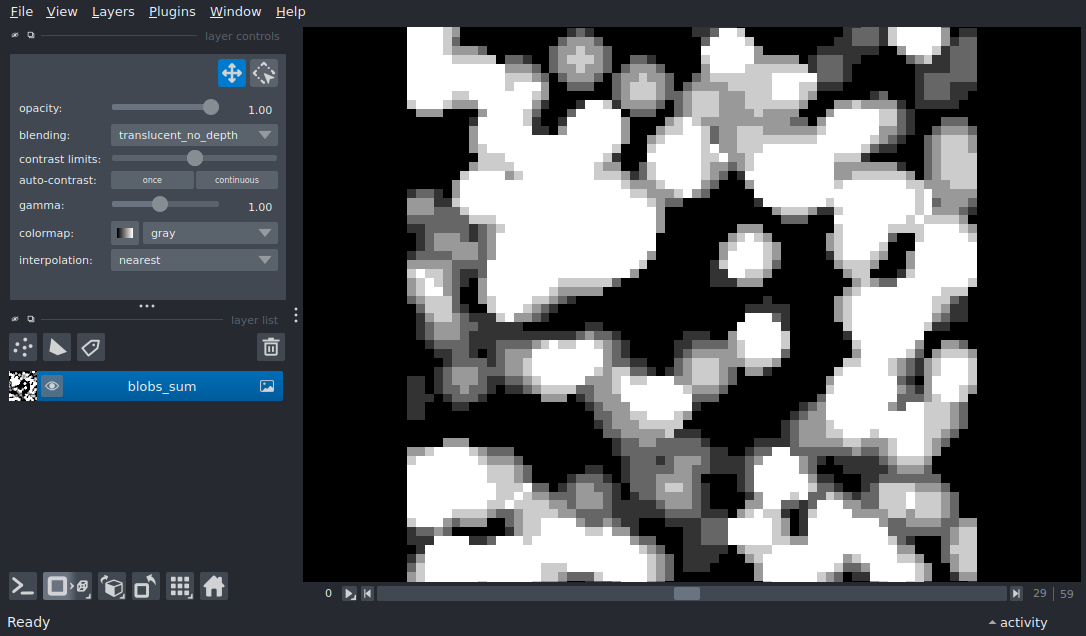 File View Layers Plugins Window Help
layer controls
opacity: 1.00
blending: translucent_no_depth
contrast limits:
auto-contrast: once continuous
gamma: 1.00
colormap: gray
interpolation: nearest
layer list
blobs_sum
0 29 59
Ready activity